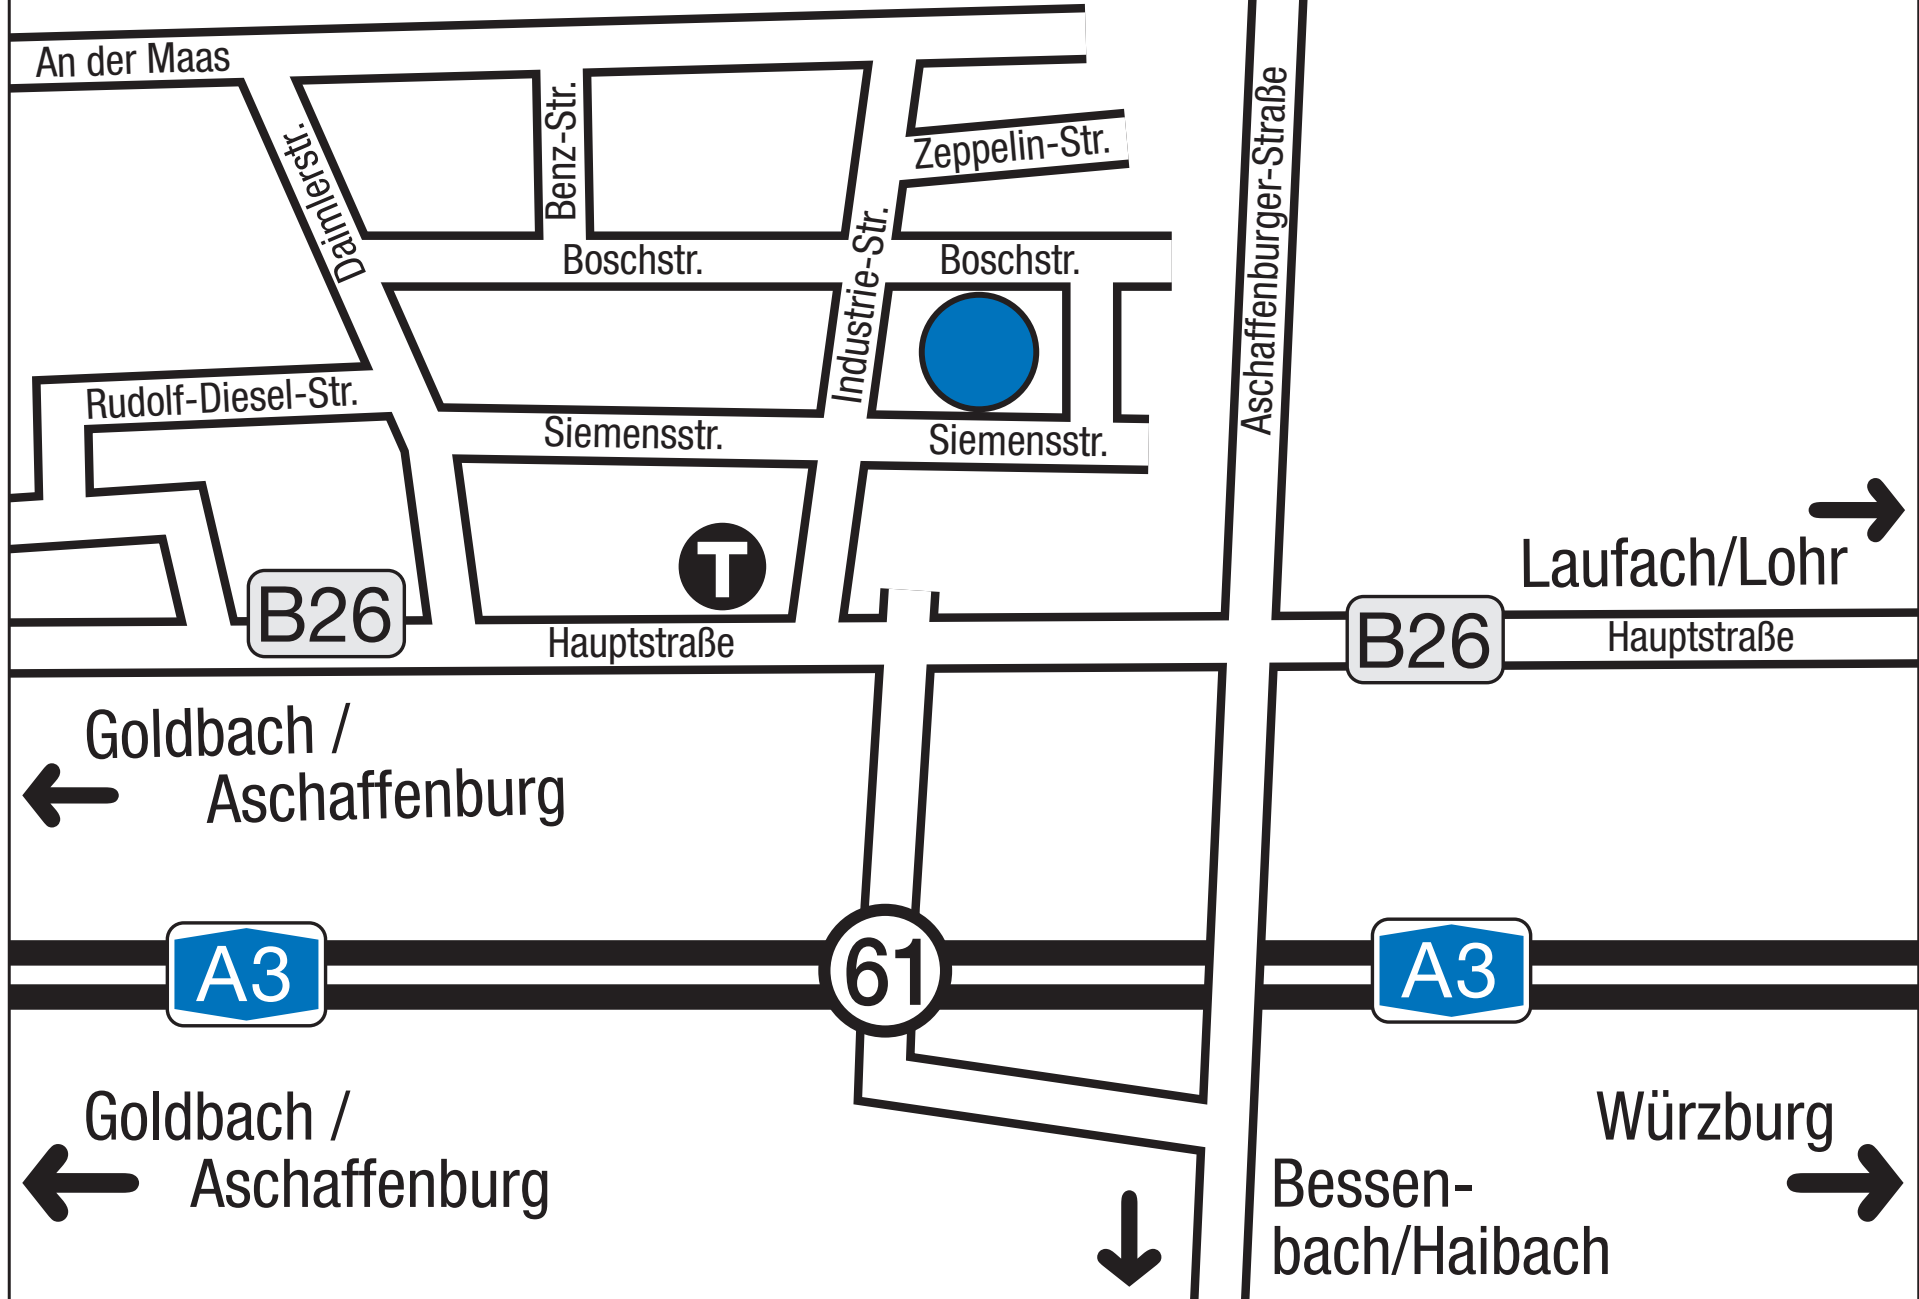 An der Maas
Daimlerstr.
Benz-Str.
Zeppelin-Str.
Aschaffenburger-Straße
Boschstr.
Industrie-Str.
Boschstr.
Rudolf-Diesel-Str.
Siemensstr.
Siemensstr.
T
Laufach/Lohr
B26
Hauptstraße
B26
Hauptstraße
Goldbach /
Aschaffenburg
A3
61
A3
Goldbach /
Aschaffenburg
Würzburg
Bessen-
bach/Haibach